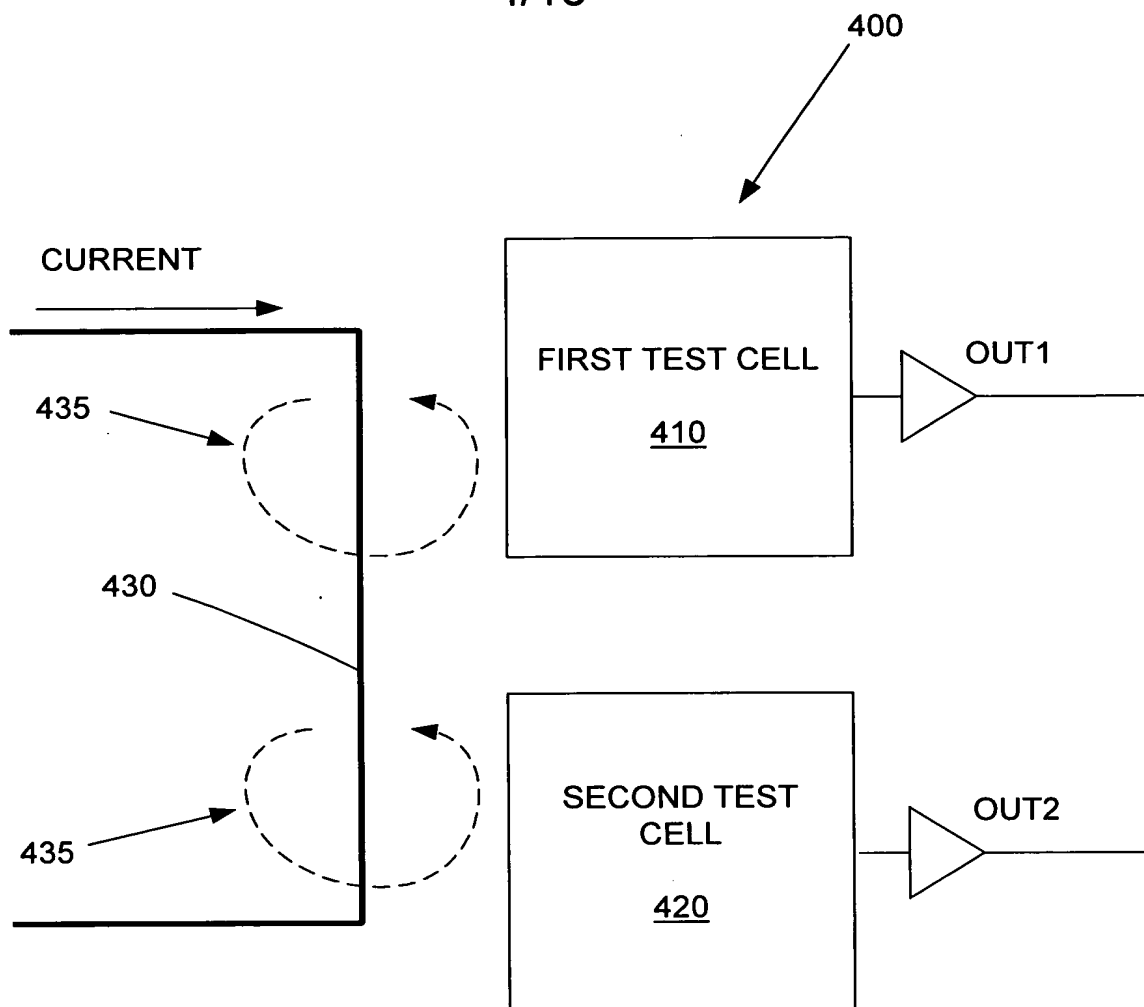 400
CURRENT
FIRST TEST CELL
410
OUT1
435
430
SECOND TEST
CELL
420
OUT2
435